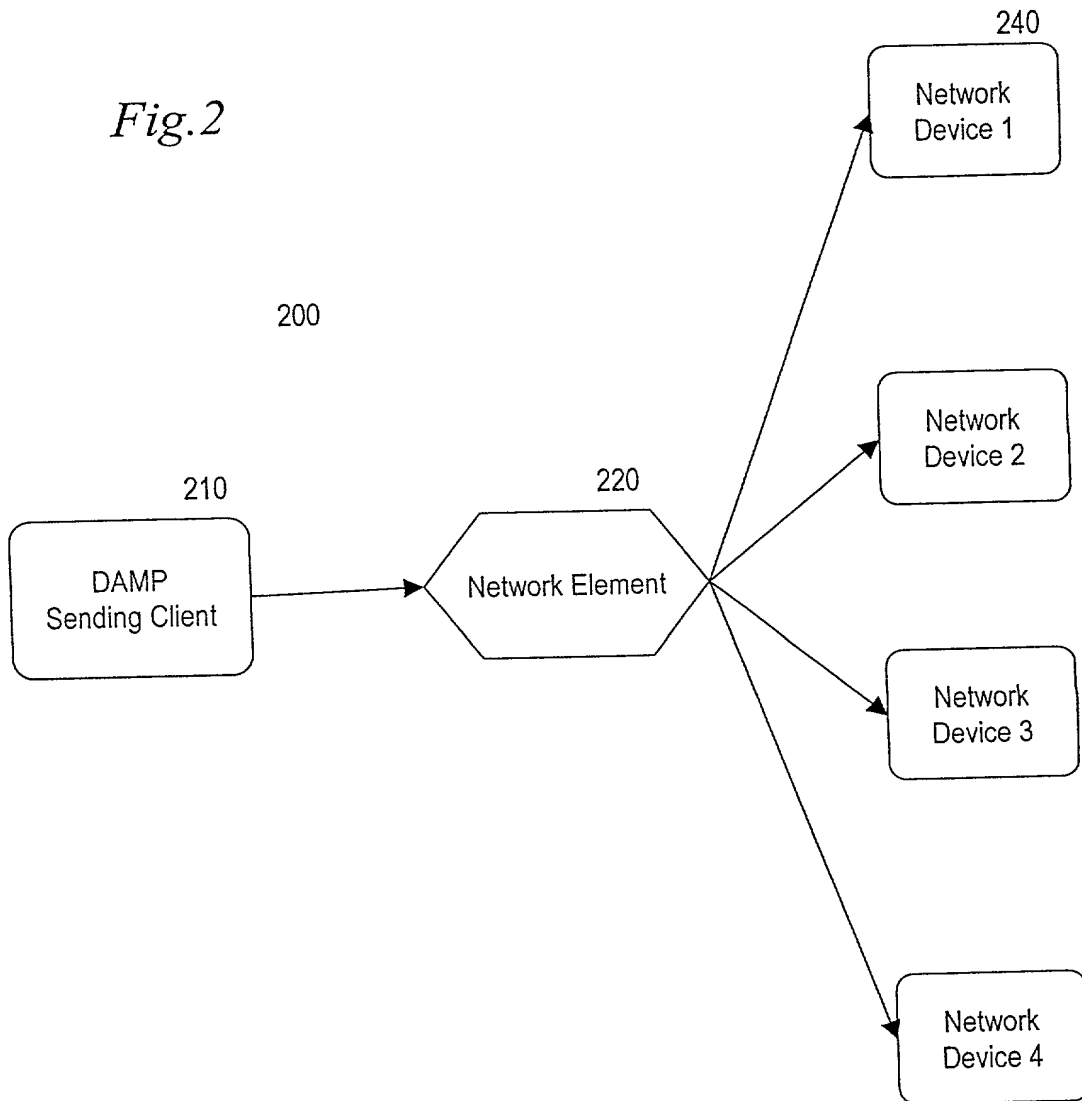 Fig.2
240
Network
Device 1
200
Network
Device 2
210
220
DAMP
Sending Client
Network Element
Network
Device 3
Network
Device 4